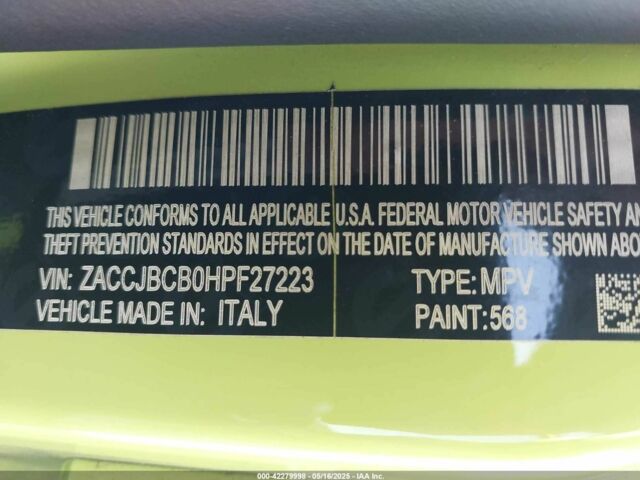 THIS VEHICLE CONFORMS TO ALL APPLICABLE U.S.A. FEDERAL MOTOR VEHICLE SAFETY AND
THEFT PREVENTION STANDARDS IN EFFECT ON THE DATE OF MANUFACTURE SHOWN ABO
VIN: ZACCJBCB0HPF27223 TYPE: MPV
VEHICLE MADE IN: ITALY PAINT: 568
000-42279998 - 05/16/2025 - IAA Inc.